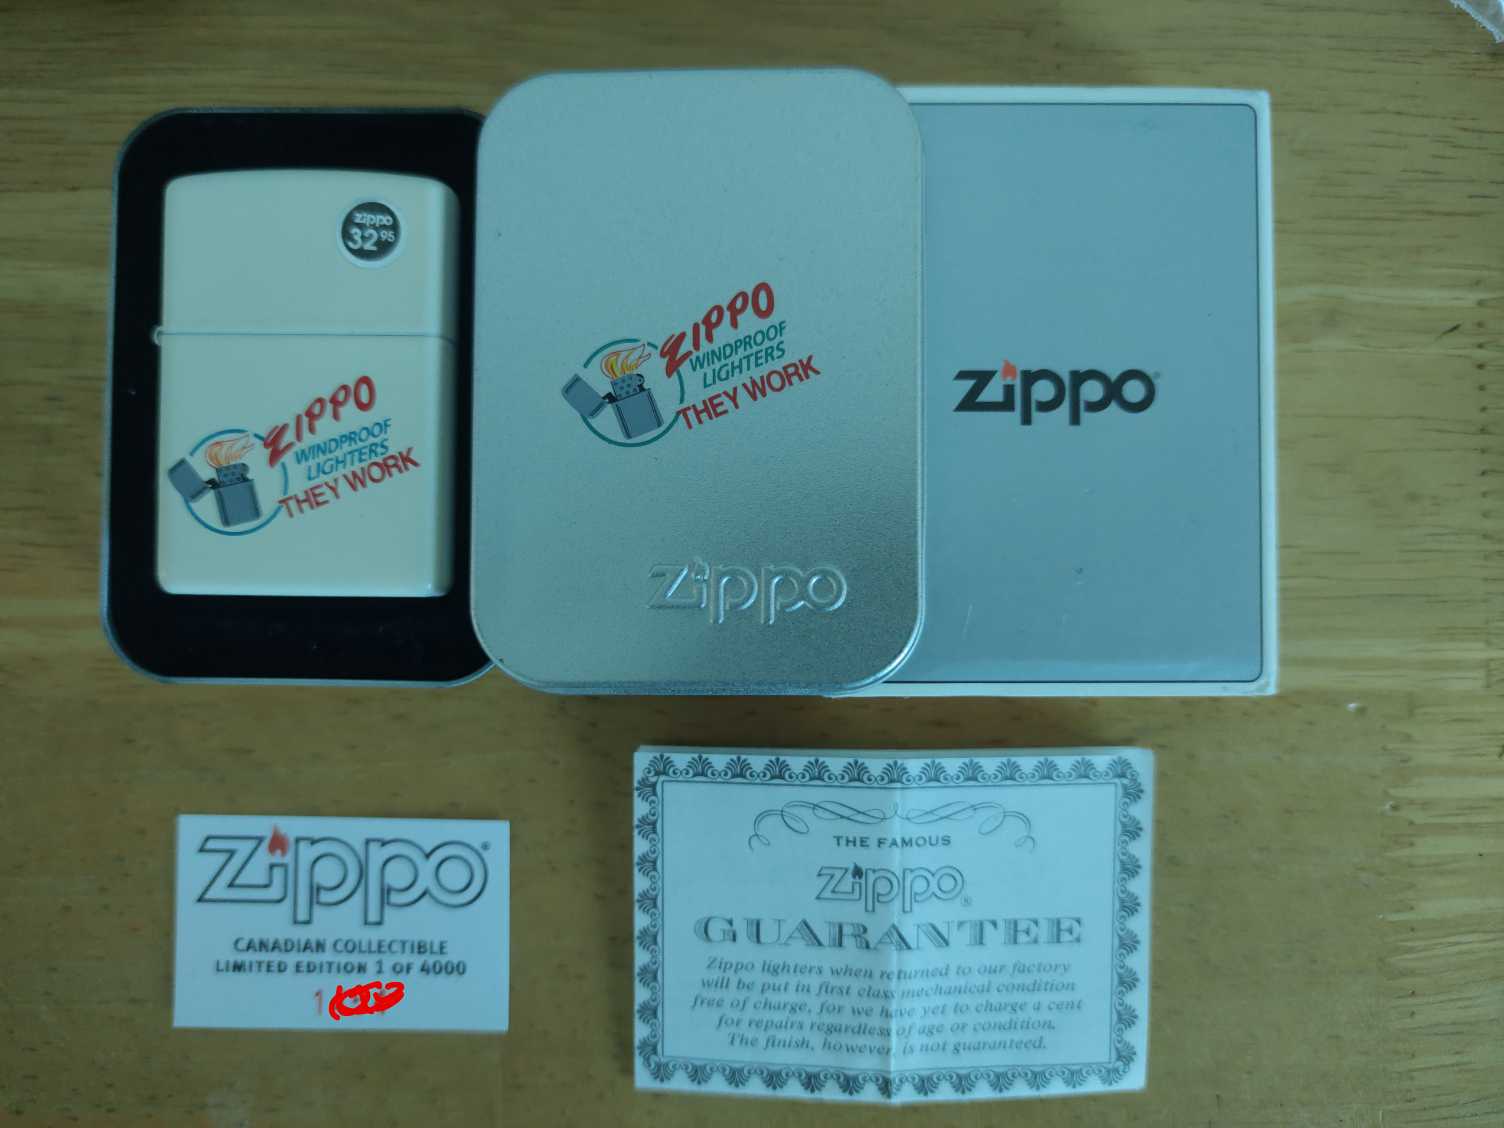 zippo
32 95
ZIPPO
WINDPROOF
LIGHTERS
THEY WORK
ZIPPO
WINDPROOF
LIGHTERS
THEY WORK
zippo
zippo
zippo
CANADIAN COLLECTIBLE
LIMITED EDITION 1 OF 4000
1
THE FAMOUS
zippo®
GUARANTEE
Zippo lighters when returned to our factory
will be put in first class mechanical condition
free of charge, for we have yet to charge a cent
for repairs regardless of age or condition.
The finish, however, is not guaranteed.